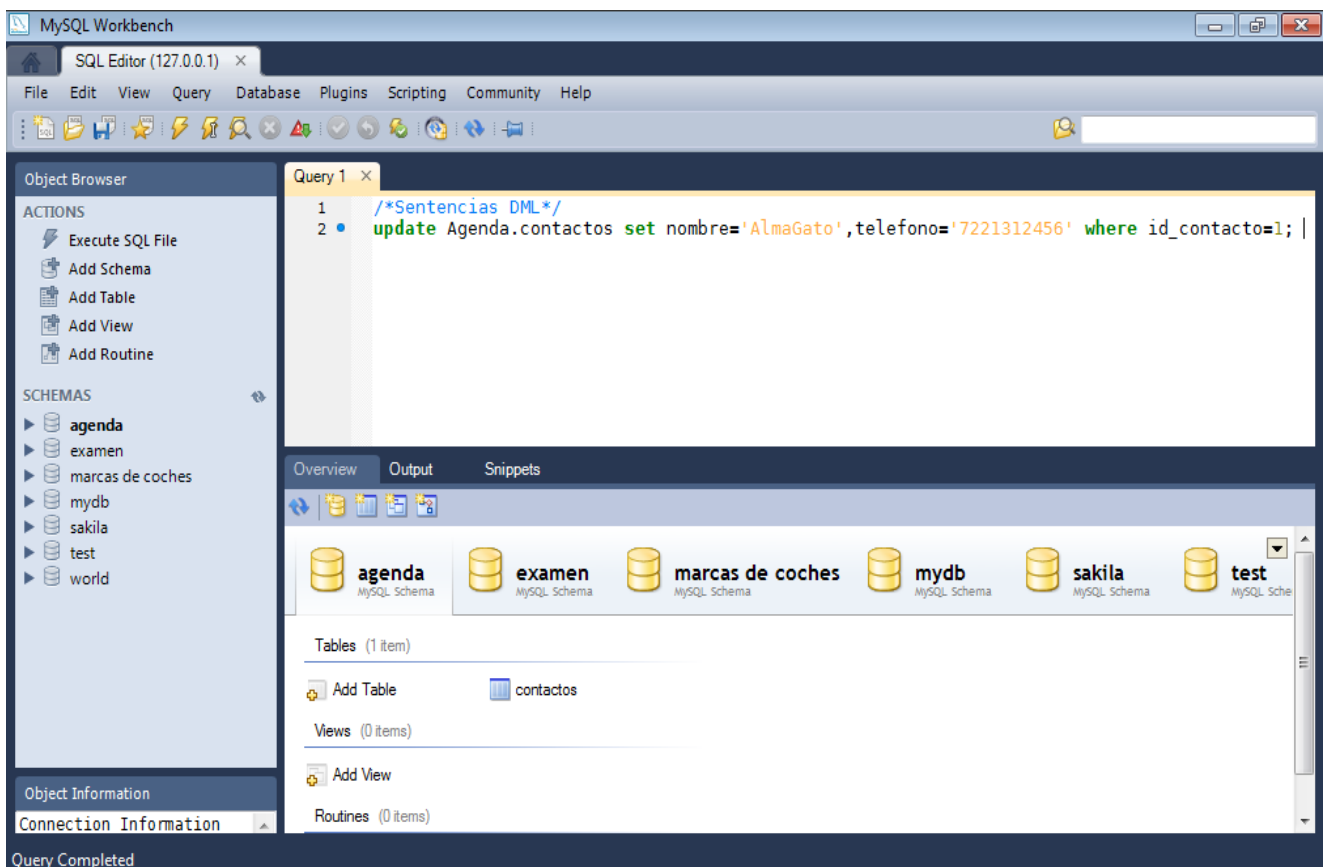 MySQL Workbench
SQL Editor (127.0.0.1)
File Edit View Query Database Plugins Scripting Community Help
Object Browser
ACTIONS
Execute SQL File
Add Schema
Add Table
Add View
Add Routine
SCHEMAS
agenda
examen
marcas de coches
mydb
sakila
test
world
Object Information
Connection Information
Query 1
1 /*Sentencias DML*/
2 update Agenda.contactos set nombre='AlmaGato',telefono='7221312456' where id_contacto=1;
Overview Output Snippets
agenda
MySQL Schema
examen
MySQL Schema
marcas de coches
MySQL Schema
mydb
MySQL Schema
sakila
MySQL Schema
test
MySQL Sche
Tables (1 item)
Add Table contactos
Views (0 items)
Add View
Routines (0 items)
Query Completed